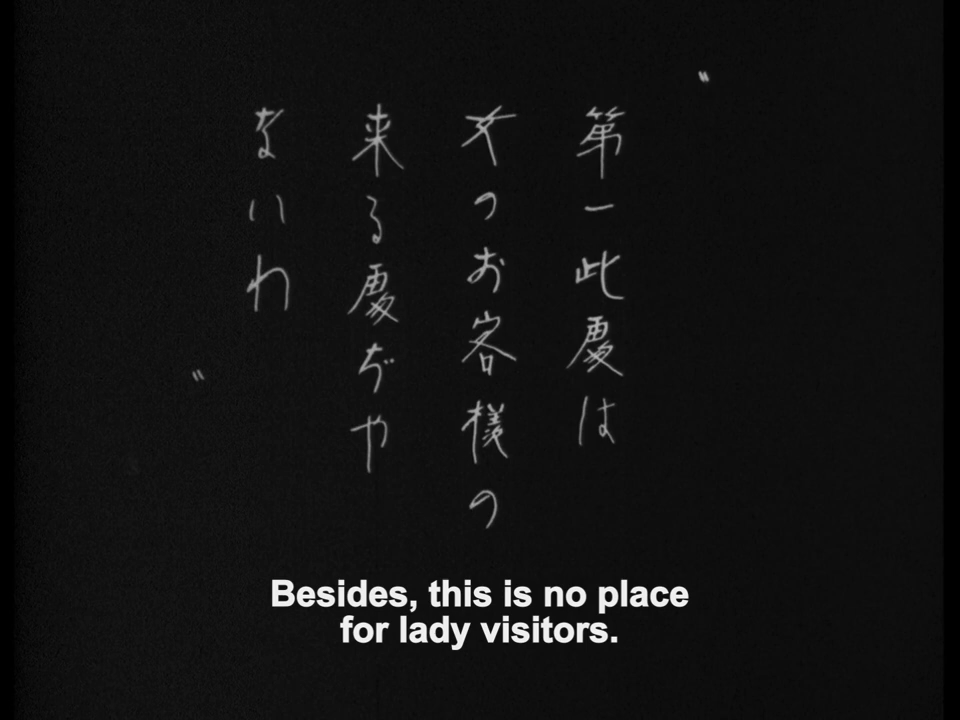 〝第一此處は
女のお客様の
来る處ぢや
ないわ〟
Besides, this is no place
for lady visitors.